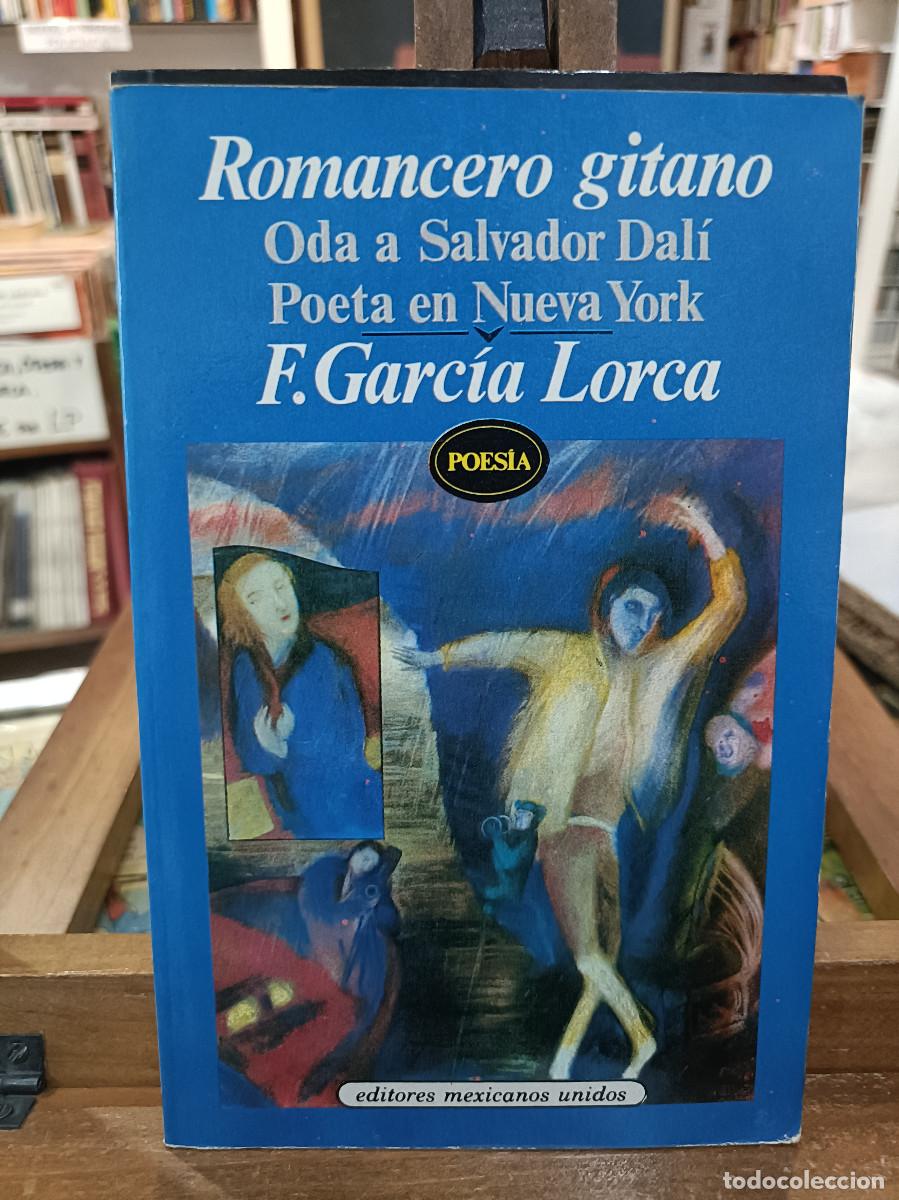 Romancero gitano
Oda a Salvador Dalí
Poeta en Nueva York
F. García Lorca
POESÍA
editores mexicanos unidos
todocoleccion